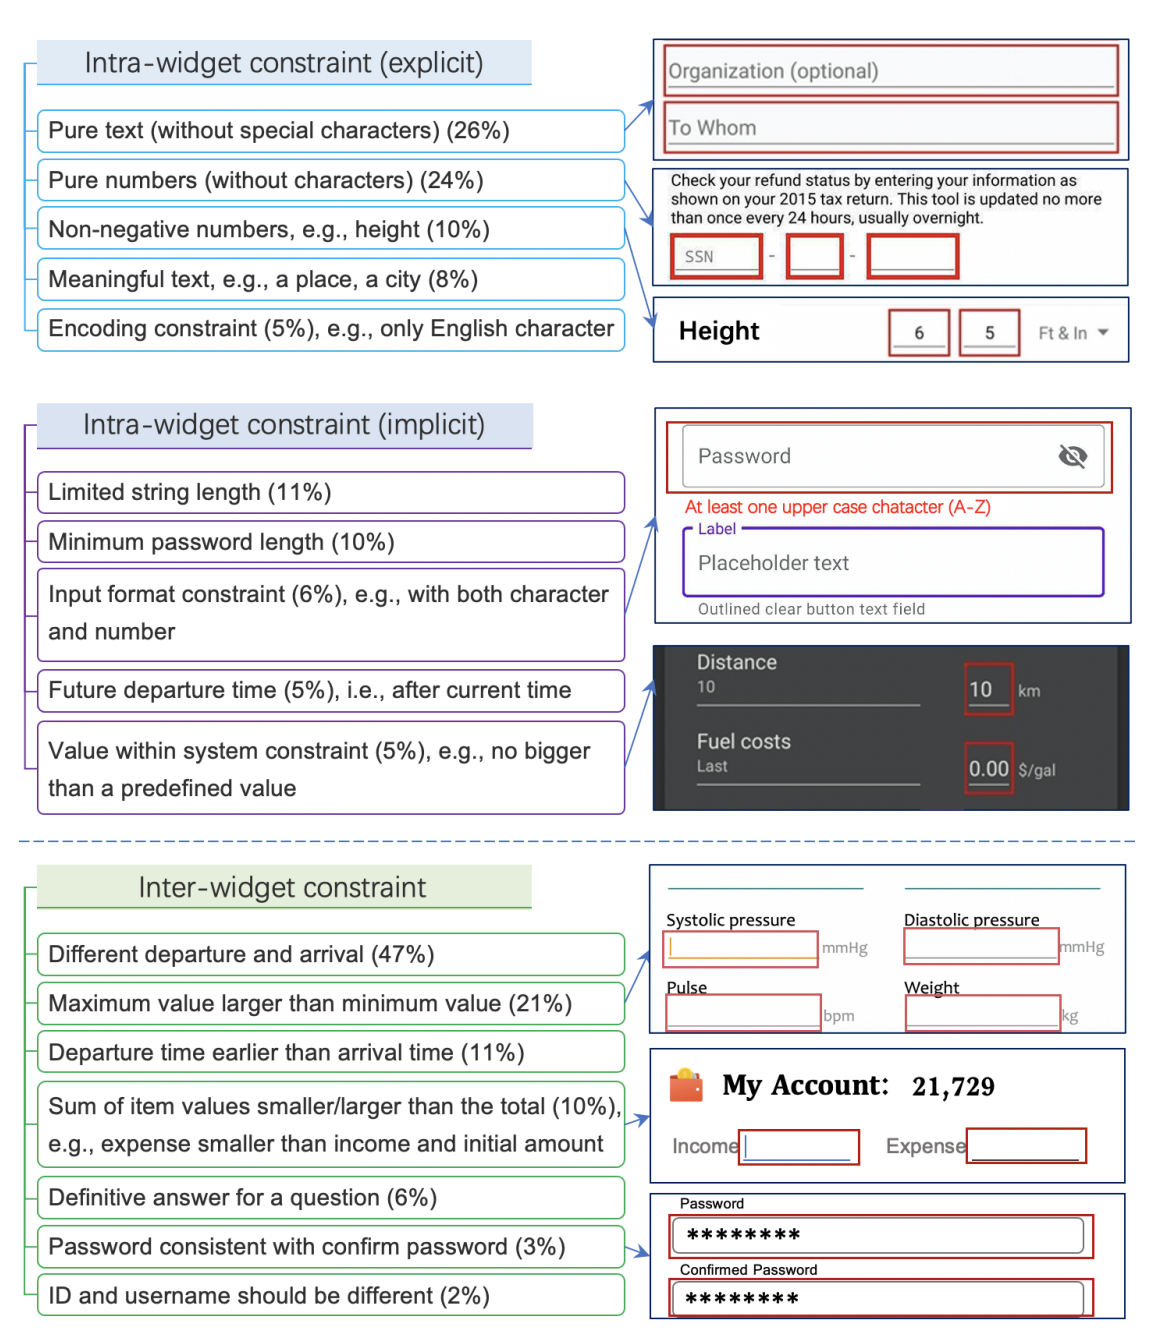 Intra-widget constraint (explicit)
Pure text (without special characters) (26%)
Pure numbers (without characters) (24%)
Non-negative numbers, e.g., height (10%)
Meaningful text, e.g., a place, a city (8%)
Encoding constraint (5%), e.g., only English character
Organization (optional)
To Whom
Check your refund status by entering your information as
shown on your 2015 tax return. This tool is updated no more
than once every 24 hours, usually overnight.
SSN - -
Height 6 5 Ft & In
Intra-widget constraint (implicit)
Limited string length (11%)
Minimum password length (10%)
Input format constraint (6%), e.g., with both character
and number
Future departure time (5%), i.e., after current time
Value within system constraint (5%), e.g., no bigger
than a predefined value
Password
At least one upper case chatacter (A-Z)
Label
Placeholder text
Outlined clear button text field
Distance
10
10 km
Fuel costs
Last
0.00 $/gal
Inter-widget constraint
Different departure and arrival (47%)
Maximum value larger than minimum value (21%)
Departure time earlier than arrival time (11%)
Sum of item values smaller/larger than the total (10%),
e.g., expense smaller than income and initial amount
Definitive answer for a question (6%)
Password consistent with confirm password (3%)
ID and username should be different (2%)
Systolic pressure Diastolic pressure
mmHg mmHg
Pulse Weight
bpm kg
My Account: 21,729
Income Expense
Password
********
Confirmed Password
********